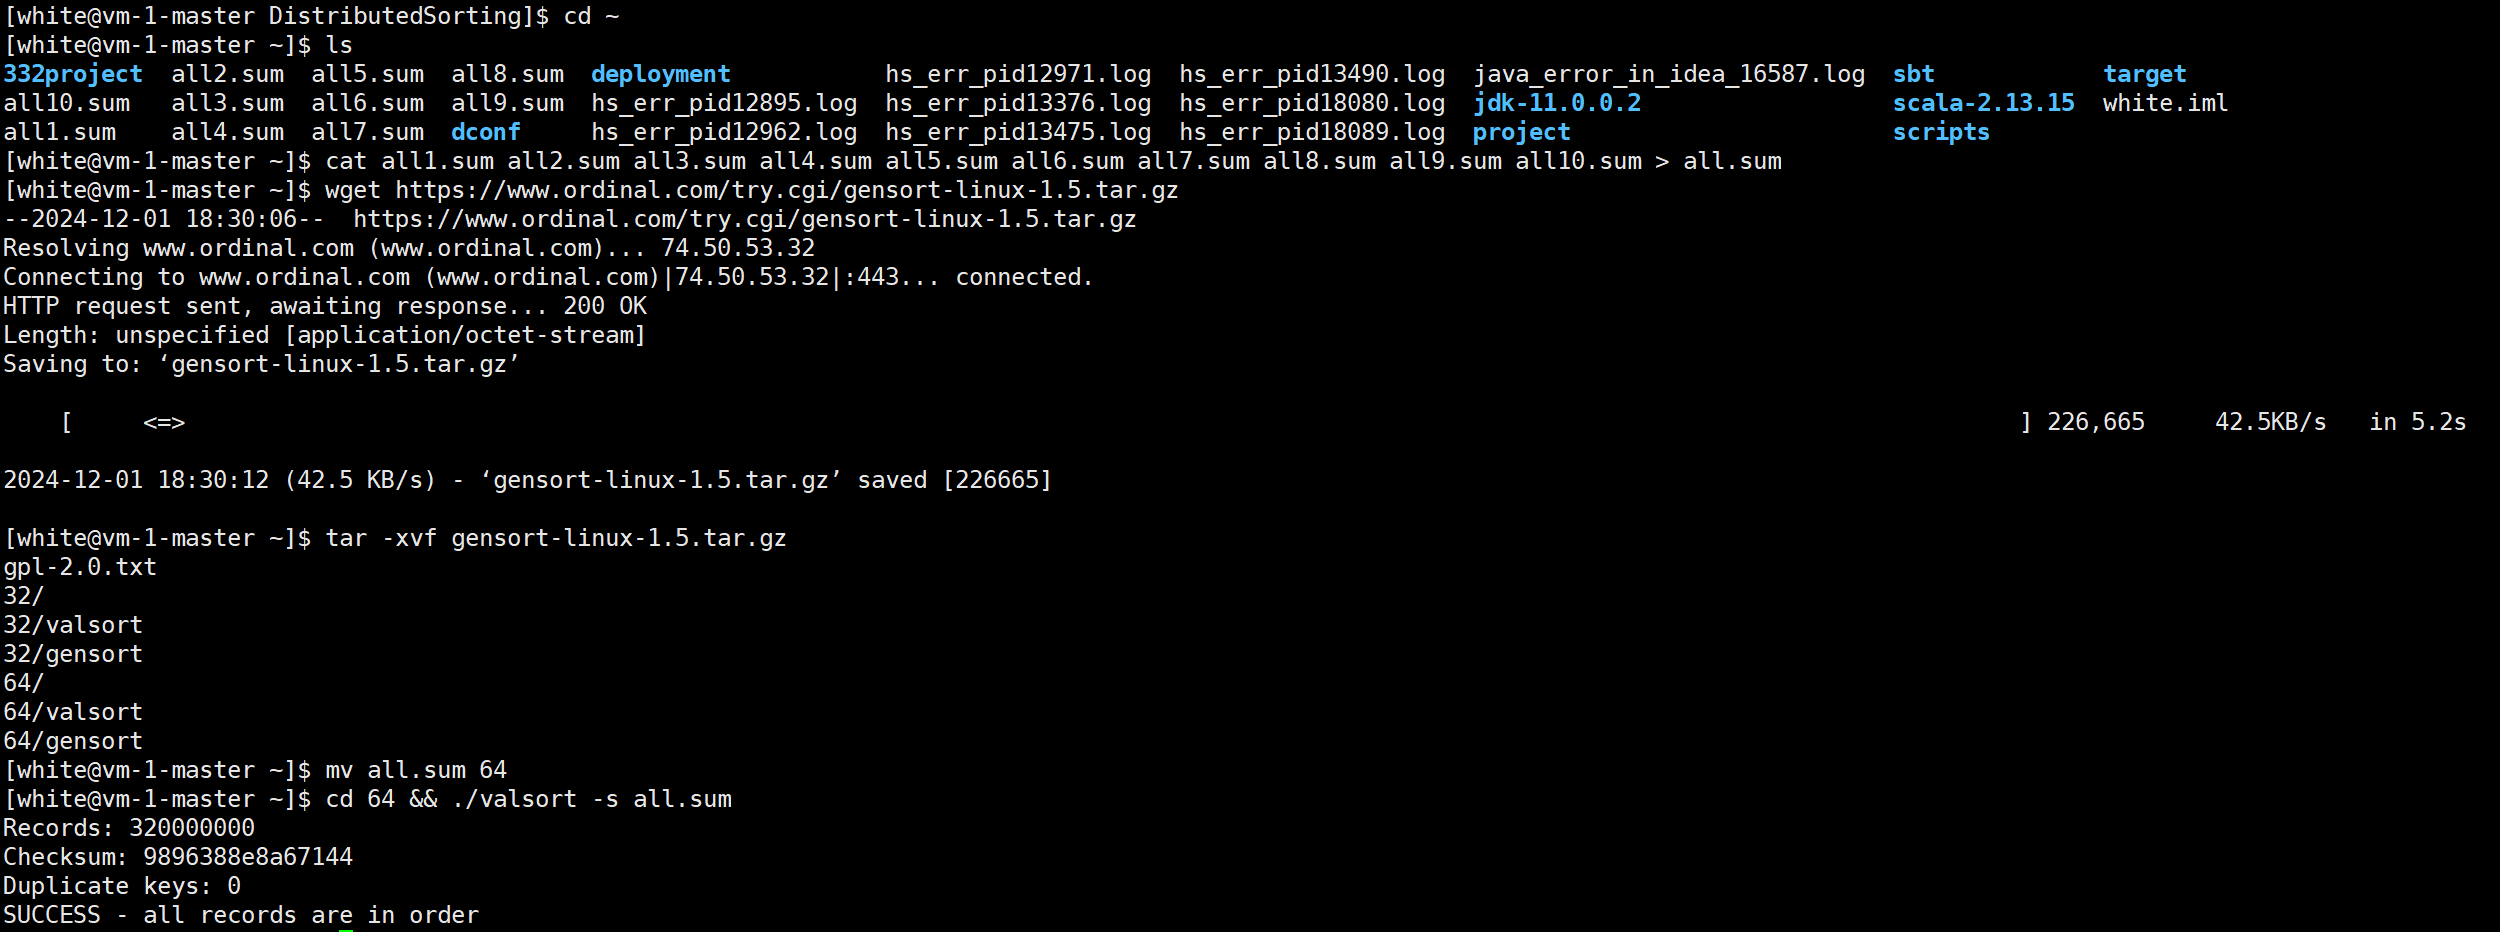 [white@vm-1-master DistributedSorting]$ cd ~
[white@vm-1-master ~]$ ls
332project  all2.sum  all5.sum  all8.sum  deployment           hs_err_pid12971.log  hs_err_pid13490.log  java_error_in_idea_16587.log  sbt            target
all10.sum   all3.sum  all6.sum  all9.sum  hs_err_pid12895.log  hs_err_pid13376.log  hs_err_pid18080.log  jdk-11.0.0.2                  scala-2.13.15  white.iml
all1.sum    all4.sum  all7.sum  dconf     hs_err_pid12962.log  hs_err_pid13475.log  hs_err_pid18089.log  project                       scripts
[white@vm-1-master ~]$ cat all1.sum all2.sum all3.sum all4.sum all5.sum all6.sum all7.sum all8.sum all9.sum all10.sum > all.sum
[white@vm-1-master ~]$ wget https://www.ordinal.com/try.cgi/gensort-linux-1.5.tar.gz
--2024-12-01 18:30:06--  https://www.ordinal.com/try.cgi/gensort-linux-1.5.tar.gz
Resolving www.ordinal.com (www.ordinal.com)... 74.50.53.32
Connecting to www.ordinal.com (www.ordinal.com)|74.50.53.32|:443... connected.
HTTP request sent, awaiting response... 200 OK
Length: unspecified [application/octet-stream]
Saving to: ‘gensort-linux-1.5.tar.gz’
    [     <=>                                                                                                                                   ] 226,665     42.5KB/s   in 5.2s
2024-12-01 18:30:12 (42.5 KB/s) - ‘gensort-linux-1.5.tar.gz’ saved [226665]
[white@vm-1-master ~]$ tar -xvf gensort-linux-1.5.tar.gz
gpl-2.0.txt
32/
32/valsort
32/gensort
64/
64/valsort
64/gensort
[white@vm-1-master ~]$ mv all.sum 64
[white@vm-1-master ~]$ cd 64 && ./valsort -s all.sum
Records: 320000000
Checksum: 9896388e8a67144
Duplicate keys: 0
SUCCESS - all records are in order